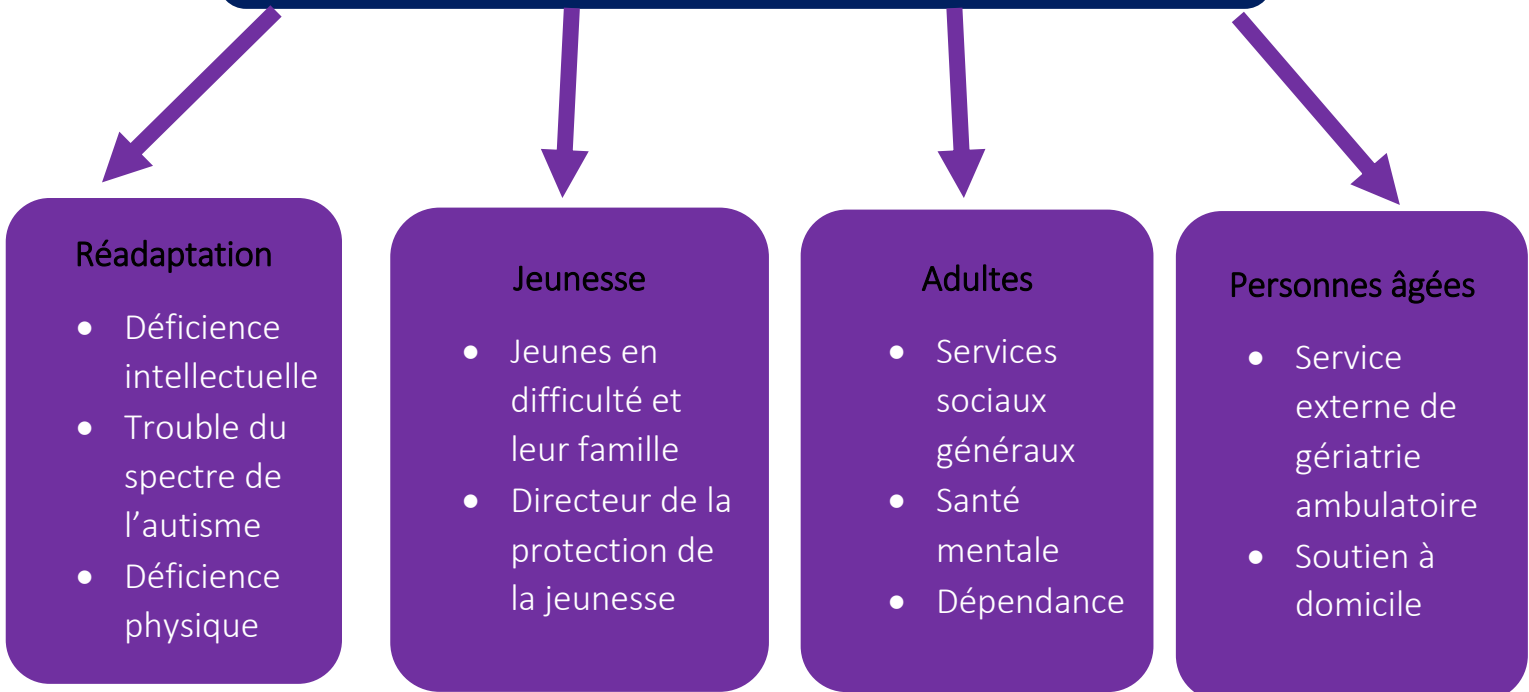 Réadaptation
• Déficience
intellectuelle
• Trouble du
spectre de
l’autisme
• Déficience
physique
Jeunesse
• Jeunes en
difficulté et
leur famille
• Directeur de la
protection de
la jeunesse
Adultes
• Services
sociaux
généraux
• Santé
mentale
• Dépendance
Personnes âgées
• Service
externe de
gériatrie
ambulatoire
• Soutien à
domicile